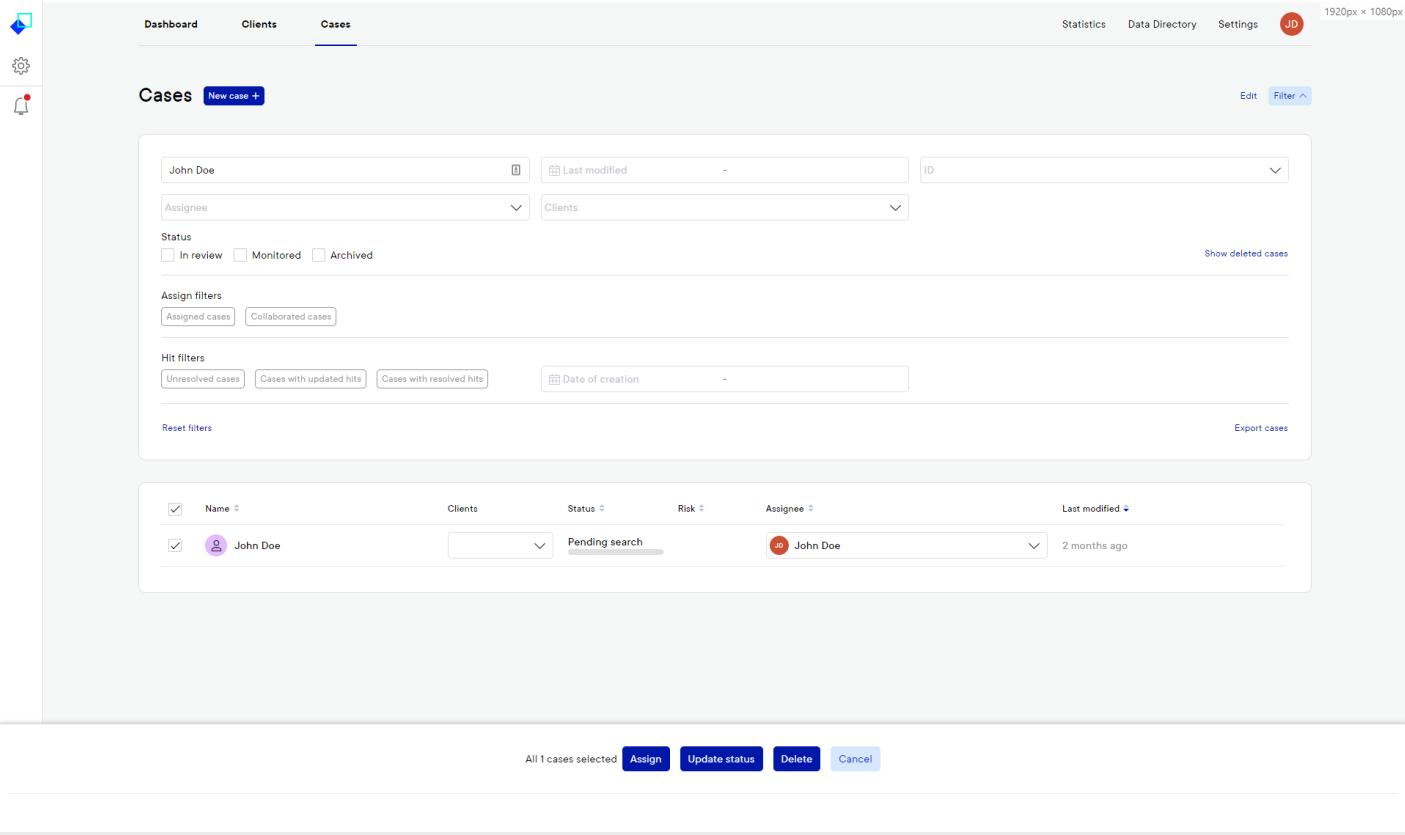 1920px × 1080px
Dashboard Clients Cases Statistics Data Directory Settings JD
Cases New case + Edit Filter
John Doe Last modified - ID
Assignee Clients
Status
In review Monitored Archived Show deleted cases
Assign filters
Assigned cases Collaborated cases
Hit filters
Unresolved cases Cases with updated hits Cases with resolved hits Date of creation -
Reset filters Export cases
Name Clients Status Risk Assignee Last modified
John Doe Pending search JD John Doe 2 months ago
All 1 cases selected Assign Update status Delete Cancel